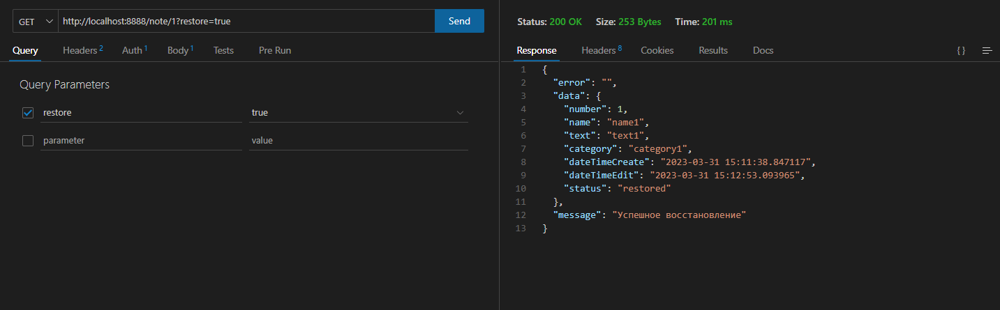 GET http://localhost:8888/note/1?restore=true Send
Query Headers 2 Auth 1 Body 1 Tests Pre Run
Query Parameters
restore true
parameter value
Status: 200 OK Size: 253 Bytes Time: 201 ms
Response Headers 8 Cookies Results Docs { }
1 {
2 "error": "",
3 "data": {
4 "number": 1,
5 "name": "name1",
6 "text": "text1",
7 "category": "category1",
8 "dateTimeCreate": "2023-03-31 15:11:38.847117",
9 "dateTimeEdit": "2023-03-31 15:12:53.093965",
10 "status": "restored"
11 },
12 "message": "Успешное восстановление"
13 }